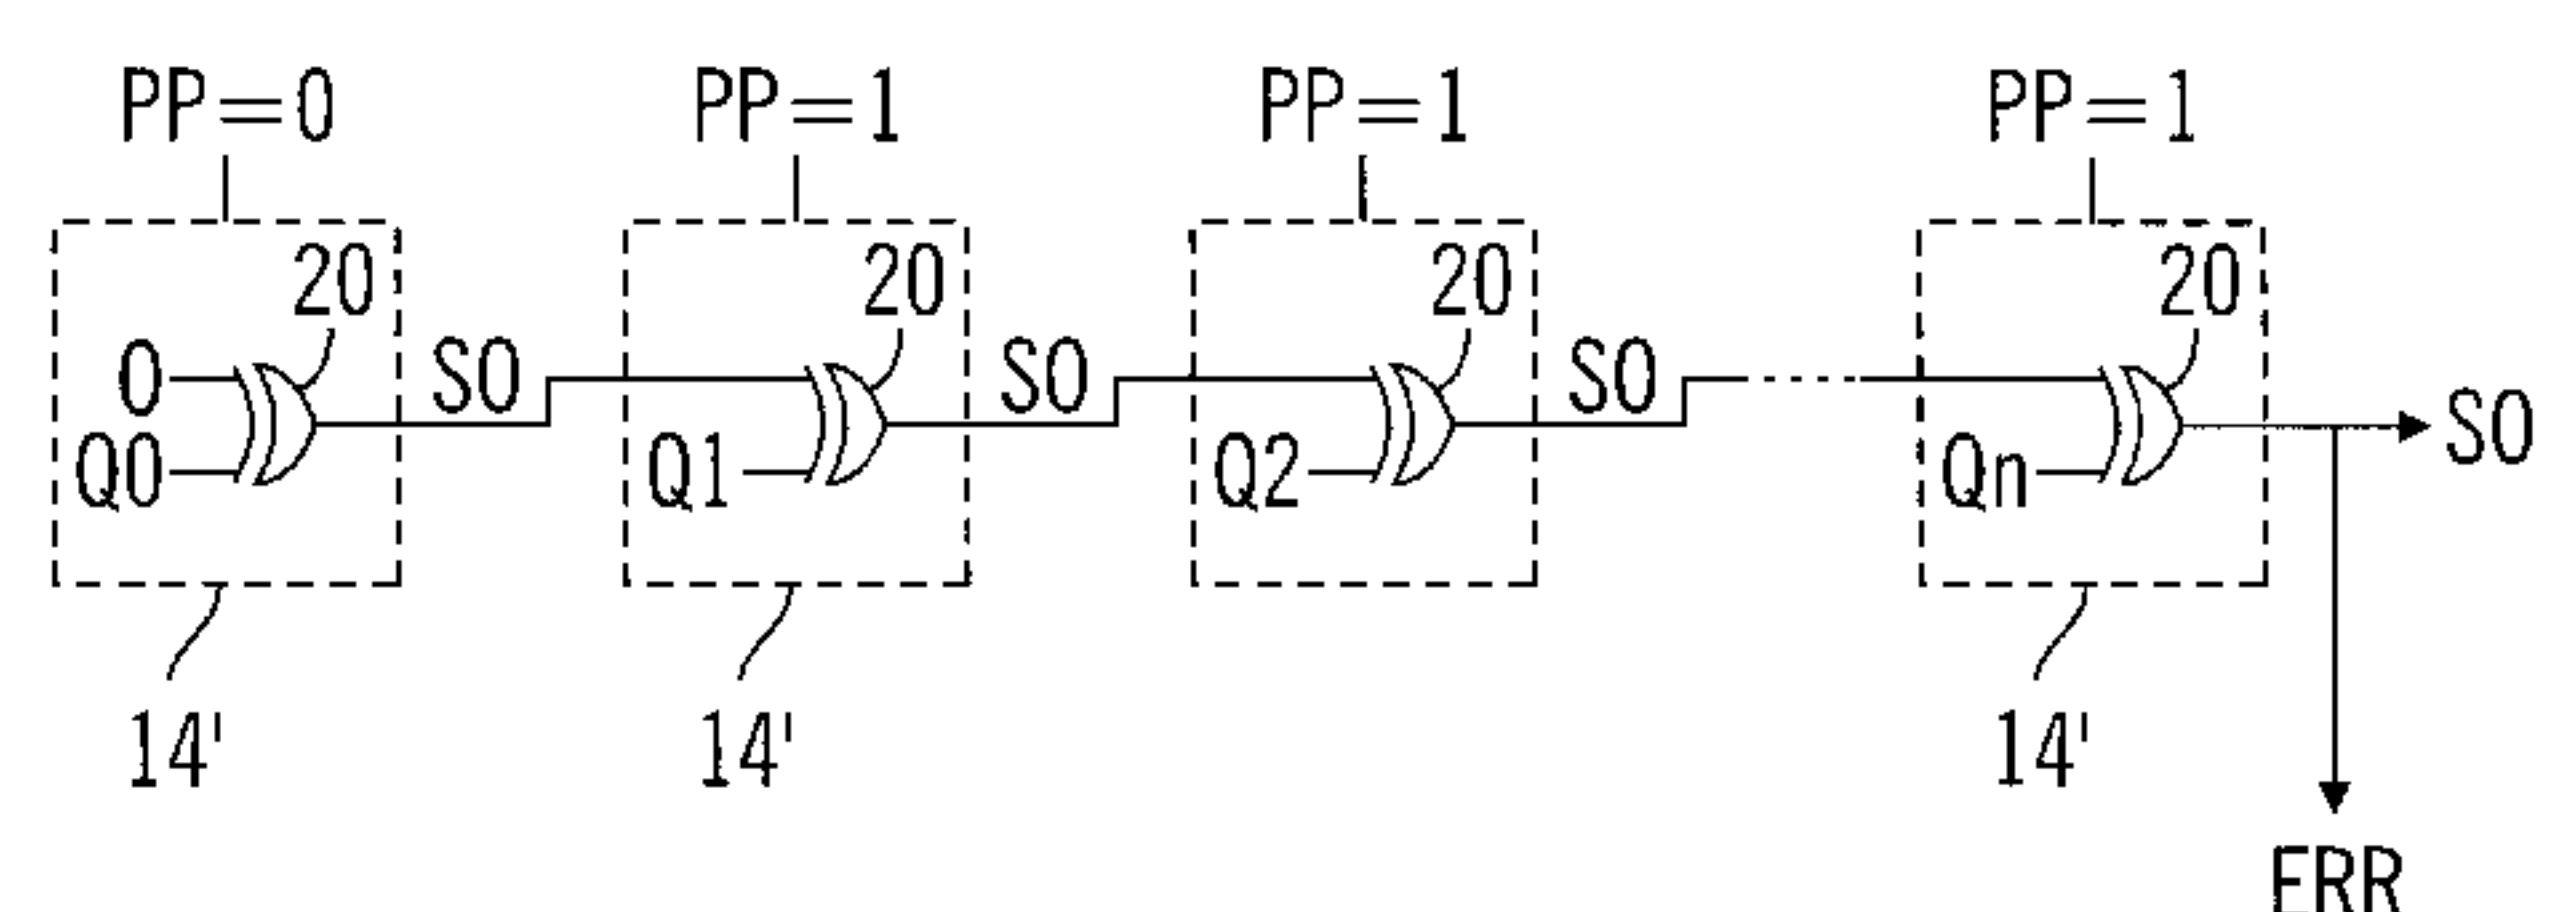 PP=0 PP=1 PP=1 PP=1
20 20 20 20
0 SO SO SO SO
Q0 Q1 Q2 Qn
14' 14' 14'
ERR